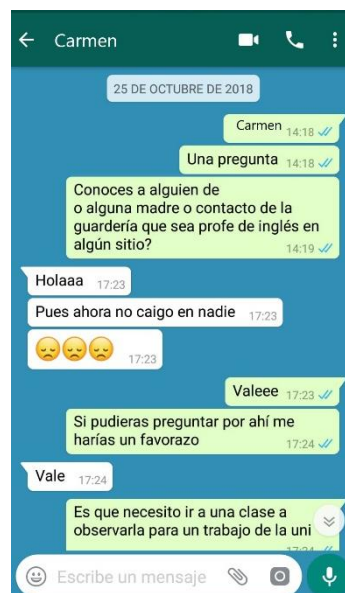 Carmen
25 DE OCTUBRE DE 2018
Carmen 14:18
Una pregunta 14:18
Conoces a alguien de
o alguna madre o contacto de la
guardería que sea profe de inglés en
algún sitio?
14:19
Holaaa 17:23
Pues ahora no caigo en nadie 17:23
17:23
Valeee 17:23
Si pudieras preguntar por ahí me
harías un favorazo
17:24
Vale 17:24
Es que necesito ir a una clase a
observarla para un trabajo de la uni
17:24
Escribe un mensaje